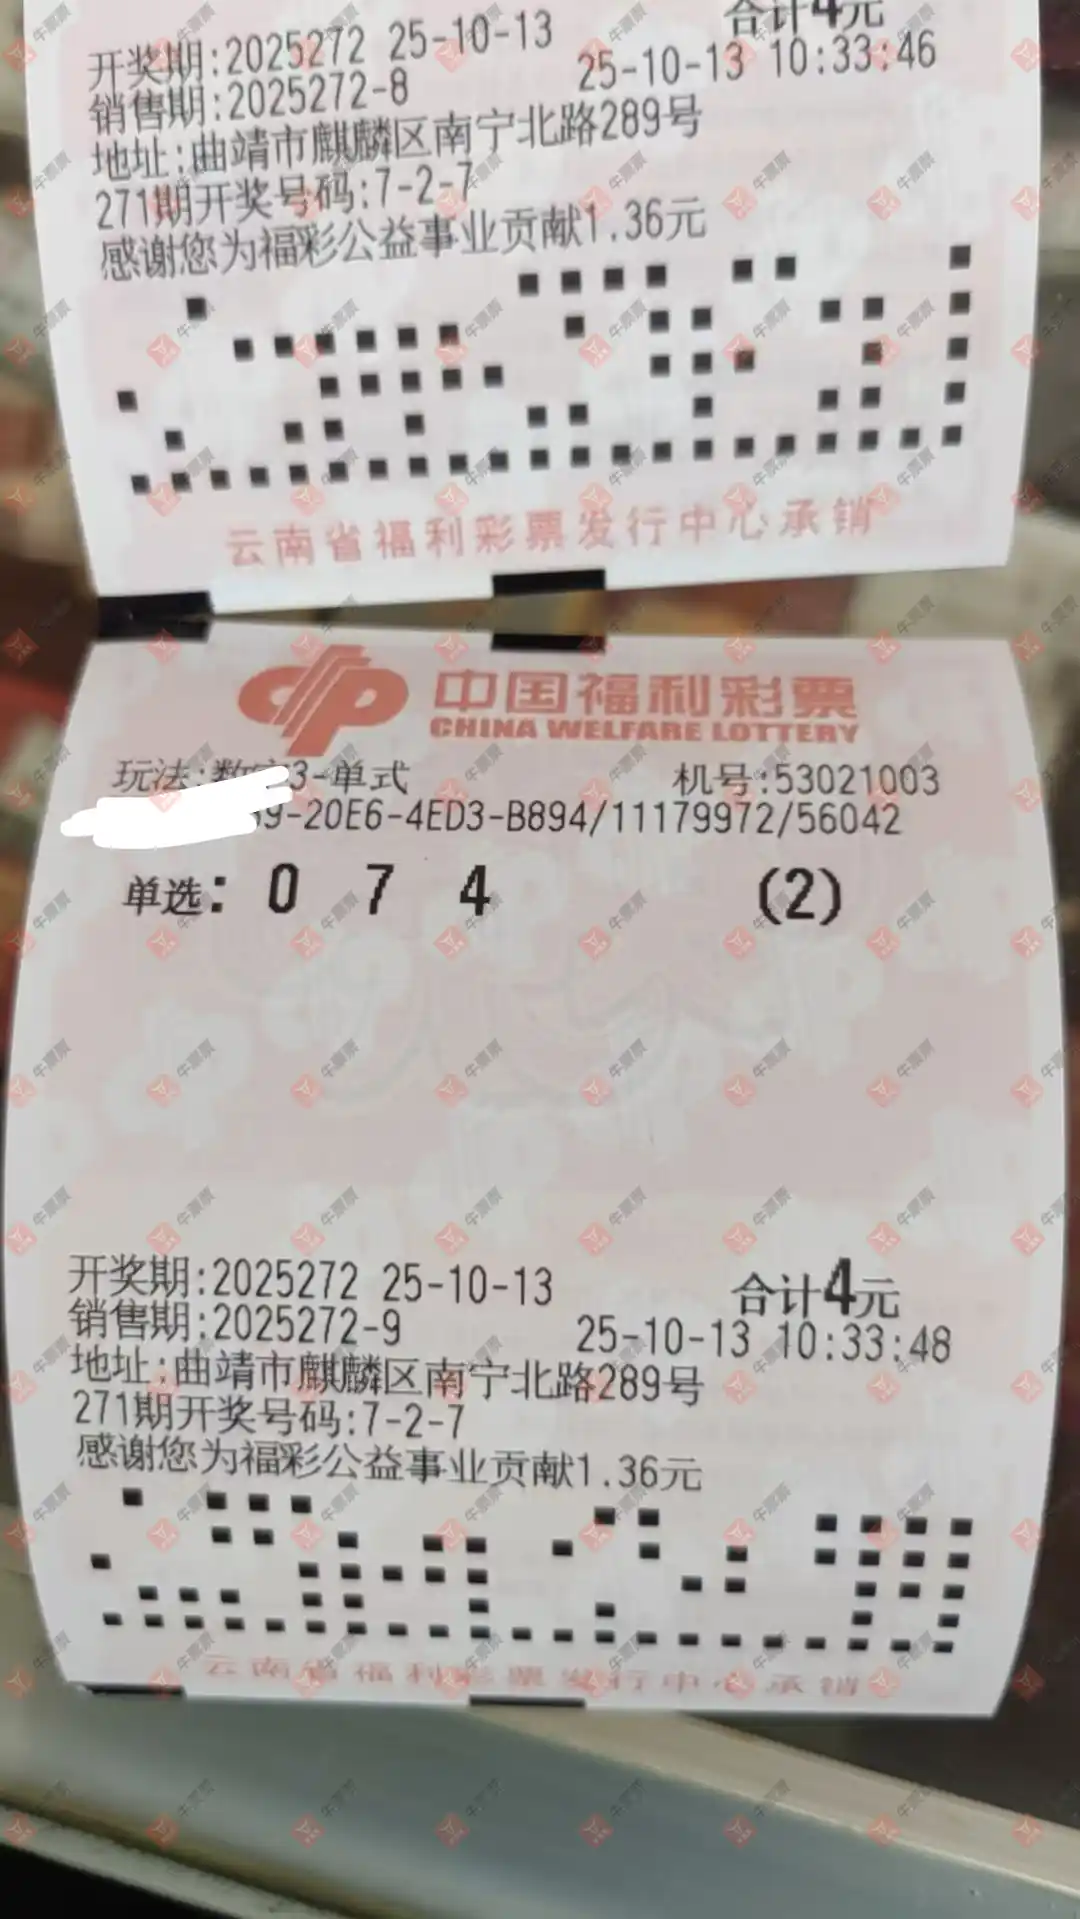 合计4元
开奖期:2025272 25-10-13
销售期:2025272-8 25-10-13 10:33:46
地址:曲靖市麒麟区南宁北路289号
271期开奖号码:7-2-7
感谢您为福彩公益事业贡献1.36元
云南省福利彩票发行中心承销
中国福利彩票
CHINA WELFARE LOTTERY
玩法:数字3-单式 机号:53021003
9-20E6-4ED3-B894/11179972/56042
单选: 0 7 4 (2)
开奖期:2025272 25-10-13 合计4元
销售期:2025272-9 25-10-13 10:33:48
地址:曲靖市麒麟区南宁北路289号
271期开奖号码:7-2-7
感谢您为福彩公益事业贡献1.36元
云南省福利彩票发行中心承销
牛票票